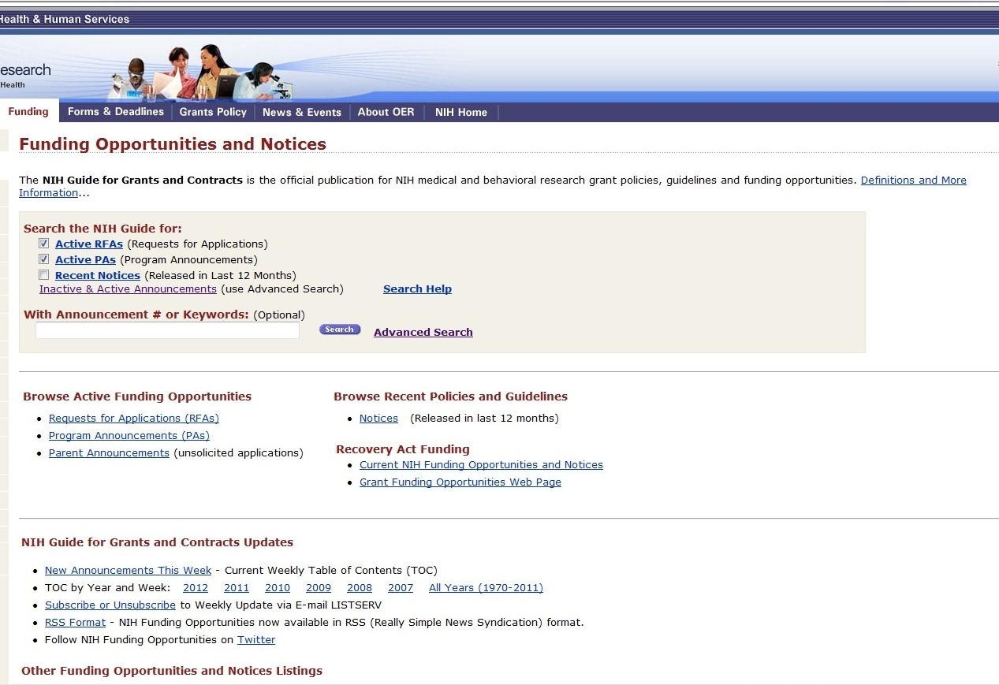 Health & Human Services
esearch
Health
Funding Forms & Deadlines Grants Policy News & Events About OER NIH Home
Funding Opportunities and Notices
The NIH Guide for Grants and Contracts is the official publication for NIH medical and behavioral research grant policies, guidelines and funding opportunities. Definitions and More
Information...
Search the NIH Guide for:
Active RFAs (Requests for Applications)
Active PAs (Program Announcements)
Recent Notices (Released in Last 12 Months)
Inactive & Active Announcements (use Advanced Search) Search Help
With Announcement # or Keywords: (Optional)
Search Advanced Search
Browse Active Funding Opportunities
• Requests for Applications (RFAs)
• Program Announcements (PAs)
• Parent Announcements (unsolicited applications)
Browse Recent Policies and Guidelines
• Notices (Released in last 12 months)
Recovery Act Funding
• Current NIH Funding Opportunities and Notices
• Grant Funding Opportunities Web Page
NIH Guide for Grants and Contracts Updates
• New Announcements This Week - Current Weekly Table of Contents (TOC)
• TOC by Year and Week: 2012 2011 2010 2009 2008 2007 All Years (1970-2011)
• Subscribe or Unsubscribe to Weekly Update via E-mail LISTSERV
• RSS Format - NIH Funding Opportunities now available in RSS (Really Simple News Syndication) format.
• Follow NIH Funding Opportunities on Twitter
Other Funding Opportunities and Notices Listings